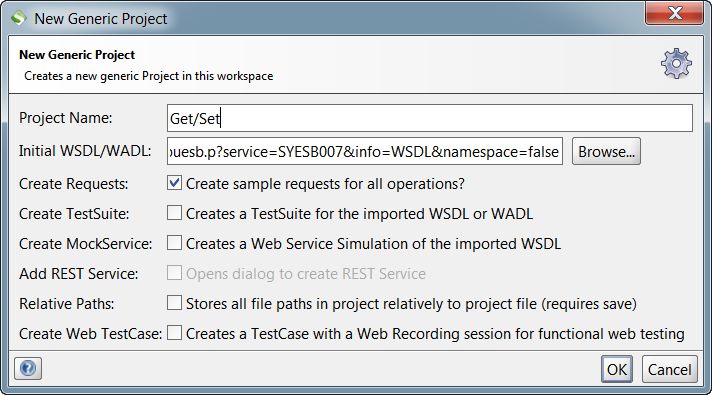 New Generic Project
New Generic Project
Creates a new generic Project in this workspace
Project Name: Get/Set
Initial WSDL/WADL: ouesb.p?service=SYESB007&info=WSDL&namespace=false Browse...
Create Requests: Create sample requests for all operations?
Create TestSuite: Creates a TestSuite for the imported WSDL or WADL
Create MockService: Creates a Web Service Simulation of the imported WSDL
Add REST Service: Opens dialog to create REST Service
Relative Paths: Stores all file paths in project relatively to project file (requires save)
Create Web TestCase: Creates a TestCase with a Web Recording session for functional web testing
? OK Cancel